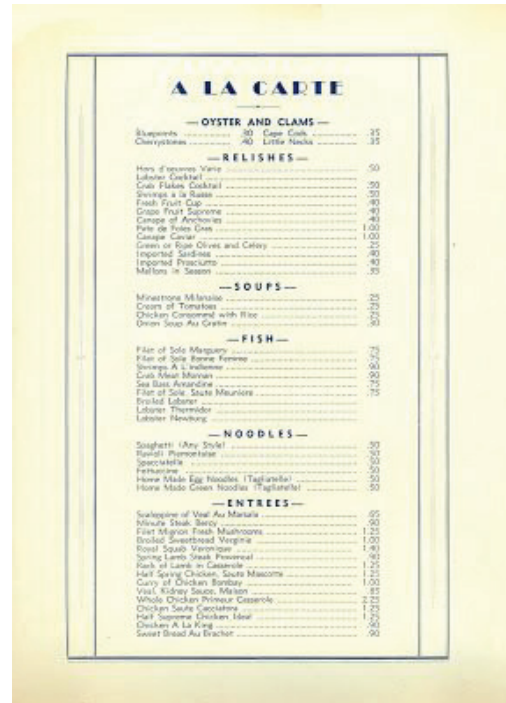 A LA CARTE
— OYSTER AND CLAMS —
Bluepoints .40 Cape Cods .35
Cherrystones .40 Little Necks .35
— RELISHES —
Hors d'oeuvres Varie .50
Lobster Cocktail
Crab Flakes Cocktail .50
Shrimps a la Russe .50
Fresh Fruit Cup .40
Grape Fruit Supreme .40
Canape of Anchovies .40
Pate de Foies Gras 1.00
Canape Caviar 1.00
Green or Ripe Olives and Celery .25
Imported Sardines .40
Imported Prosciutto .40
Mellons in Season .35
— SOUPS —
Minestrone Milanaise .25
Cream of Tomatoes .25
Chicken Consommé with Rice .25
Onion Soup Au Gratin .30
— FISH —
Filet of Sole Marguery .75
Filet of Sole Bonne Femme .75
Shrimps A L'indienne .90
Crab Meat Mornan .90
Sea Bass Amandine .75
Filet of Sole Saute Meuniere .75
Broiled Lobster
Lobster Thermidor
Lobster Newburg
— NOODLES —
Spaghetti (Any Style) .50
Ravioli Piemontaise .50
.50
Fettuccine .50
Home Made Egg Noodles (Tagliatelle) .50
Home Made Green Noodles (Tagliatelle) .50
— ENTREES —
Scaloppine of Veal Au Marsala .65
Minute Steak Bercy .90
Filet Mignon Fresh Mushrooms 1.25
Broiled Sweetbread Verginia 1.00
Royal Squab Veronique 1.40
Spring Lamb Steak Provencal .90
Rack of Lamb in Casserole 1.25
Half Spring Chicken, Saute Mascotte 1.25
Curry of Chicken Bombay 1.00
Veal, Kidney Sauce, Maison .85
Whole Chicken Primeur Casserole 2.25
Chicken Saute Cacciatora 1.25
Half Supreme Chicken Ideal 1.25
Chicken A La King .90
Sweet Bread Au Brachet .90